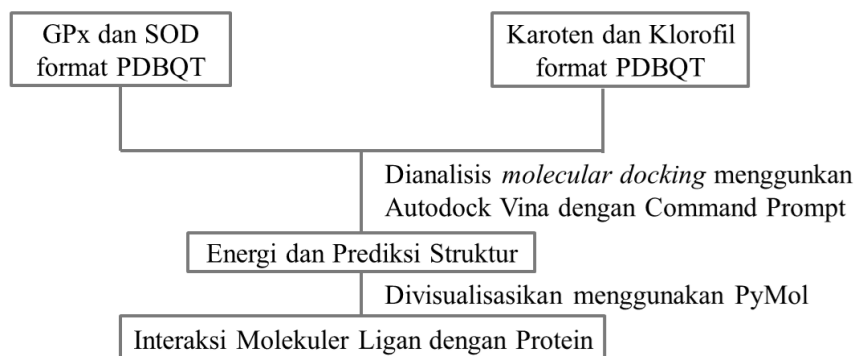 GPx dan SOD
format PDBQT
Karoten dan Klorofil
format PDBQT
Dianalisis molecular docking menggunkan
Autodock Vina dengan Command Prompt
Energi dan Prediksi Struktur
Divisualisasikan menggunakan PyMol
Interaksi Molekuler Ligan dengan Protein